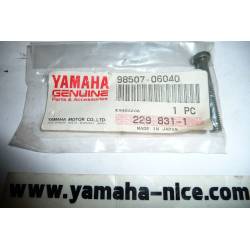 YAMAHA
GENUINE
Parts & Accessories
YAMAHA MOTOR CO., LTD.
98507-06040
1 PC
229 831-1
MADE IN JAPAN
www.yamaha-nice.com